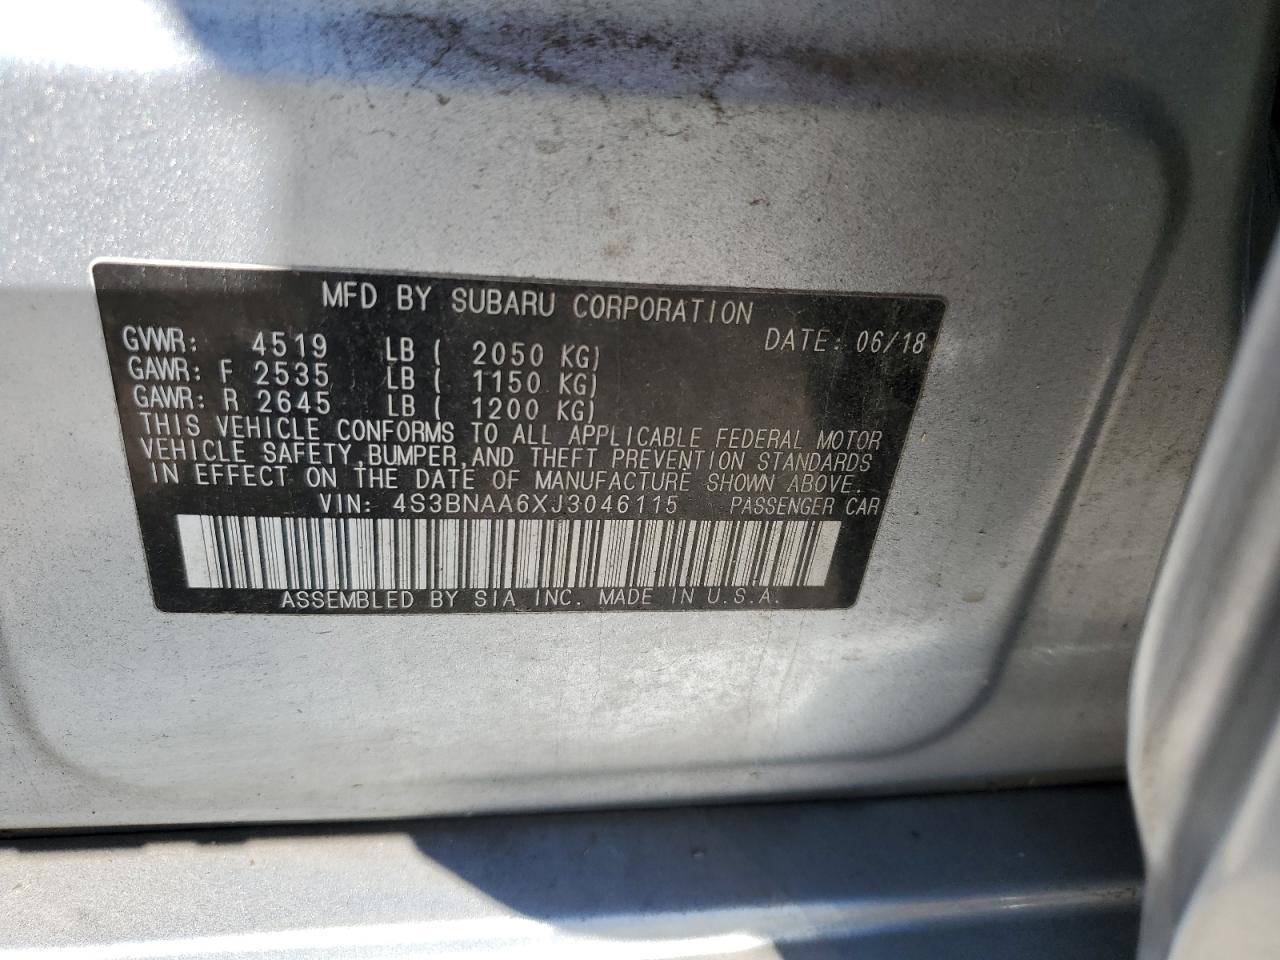 MFD BY SUBARU CORPORATION
DATE: 06/18
GVWR: 4519 LB ( 2050 KG)
GAWR: F 2535 LB ( 1150 KG)
GAWR: R 2645 LB ( 1200 KG)
THIS VEHICLE CONFORMS TO ALL APPLICABLE FEDERAL MOTOR
VEHICLE SAFETY,BUMPER,AND THEFT PREVENTION STANDARDS
IN EFFECT ON THE DATE OF MANUFACTURE SHOWN ABOVE.
VIN: 4S3BNAA6XJ3046115 PASSENGER CAR
ASSEMBLED BY SIA INC. MADE IN U.S.A.